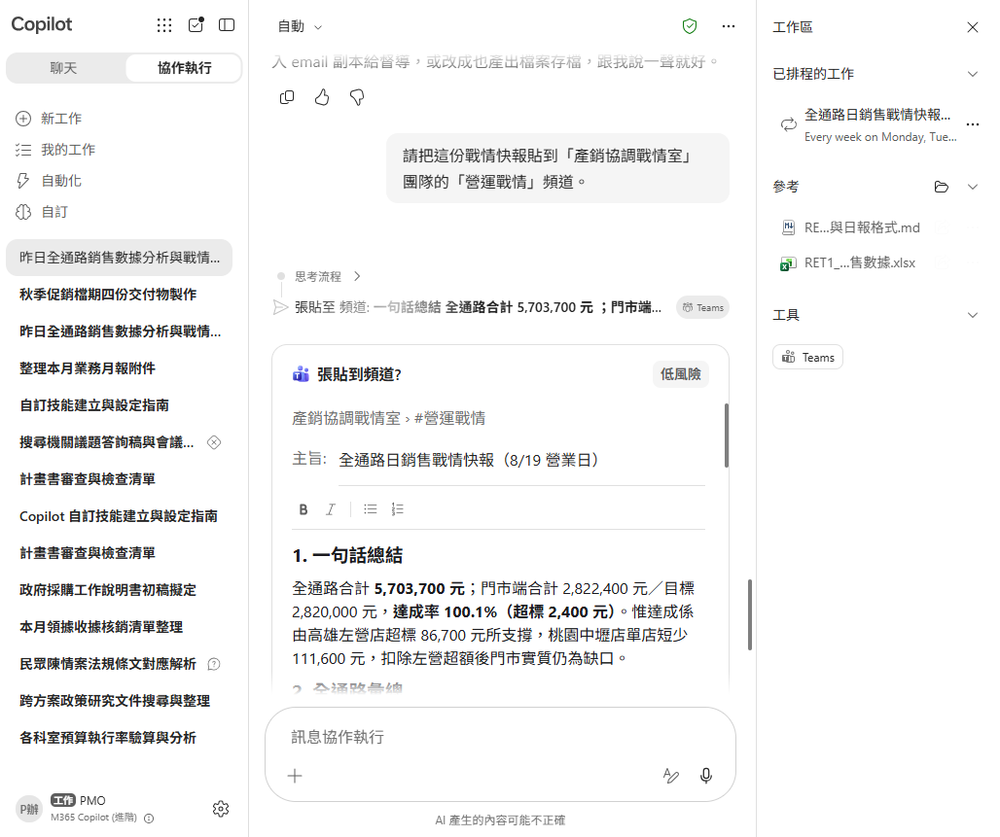 Copilot
聊天
協作執行
新工作
我的工作
自動化
自訂
昨日全通路銷售數據分析與戰情...
秋季促銷檔期四份交付物製作
昨日全通路銷售數據分析與戰情...
整理本月業務月報附件
自訂技能建立與設定指南
搜尋機關議題答詢稿與會議...
計畫書審查與檢查清單
Copilot 自訂技能建立與設定指南
計畫書審查與檢查清單
政府採購工作說明書初稿擬定
本月領據收據核銷清單整理
民眾陳情案法規條文對應解析
跨方案政策研究文件搜尋與整理
各科室預算執行率驗算與分析
P辦
工作 PMO
M365 Copilot (進階)
自動
入 email 副本給督導，或改成也產出檔案存檔，跟我說一聲就好。
請把這份戰情快報貼到「產銷協調戰情室」
團隊的「營運戰情」頻道。
思考流程
張貼至 頻道: 一句話總結 全通路合計 5,703,700 元 ；門市端...
Teams
張貼到頻道?
低風險
產銷協調戰情室 › #營運戰情
主旨: 全通路日銷售戰情快報（8/19 營業日）
B I
1. 一句話總結
全通路合計 5,703,700 元；門市端合計 2,822,400 元／目標
2,820,000 元，達成率 100.1%（超標 2,400 元）。惟達成係
由高雄左營店超標 86,700 元所支撐，桃園中壢店單店短少
111,600 元，扣除左營超額後門市實質仍為缺口。
2. 全通路彙總
訊息協作執行
AI 產生的內容可能不正確
工作區
已排程的工作
全通路日銷售戰情快報...
Every week on Monday, Tue...
參考
RE...與日報格式.md
RET1_...售數據.xlsx
工具
Teams